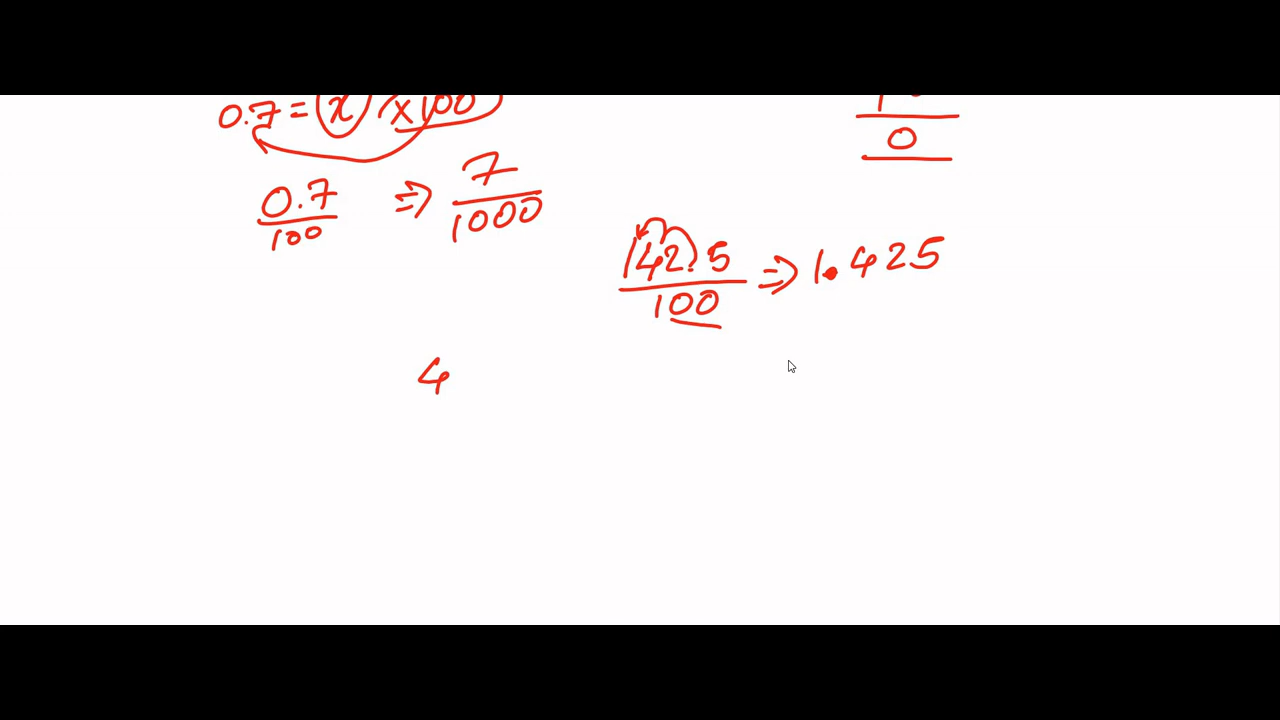 0.7 = (x) × 100
0.7/100 ⇒ 7/1000
0
142.5/100 ⇒ 1.425
4